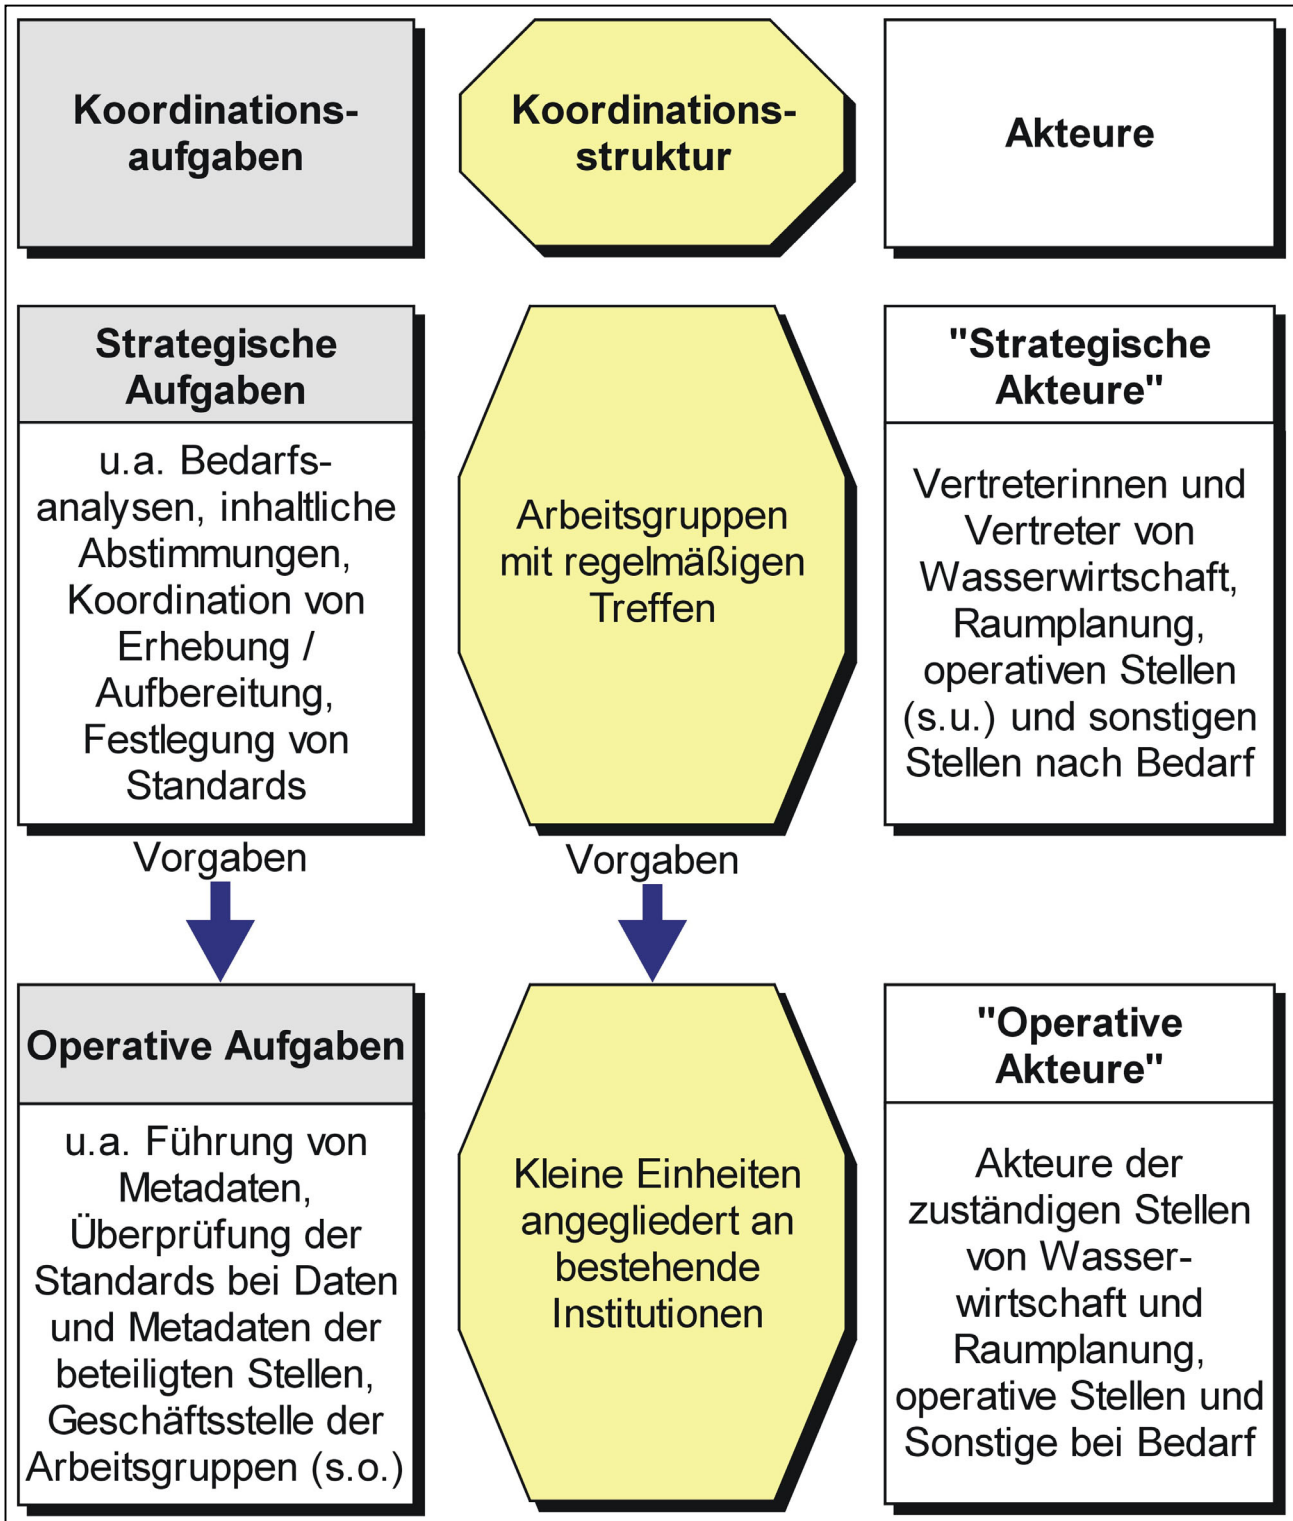 Koordinations-
aufgaben
Koordinations-
struktur
Akteure
Strategische
Aufgaben
u.a. Bedarfs-
analysen, inhaltliche
Abstimmungen,
Koordination von
Erhebung /
Aufbereitung,
Festlegung von
Standards
Arbeitsgruppen
mit regelmäßigen
Treffen
"Strategische
Akteure"
Vertreterinnen und
Vertreter von
Wasserwirtschaft,
Raumplanung,
operativen Stellen
(s.u.) und sonstigen
Stellen nach Bedarf
Vorgaben
Vorgaben
Operative Aufgaben
u.a. Führung von
Metadaten,
Überprüfung der
Standards bei Daten
und Metadaten der
beteiligten Stellen,
Geschäftsstelle der
Arbeitsgruppen (s.o.)
Kleine Einheiten
angegliedert an
bestehende
Institutionen
"Operative
Akteure"
Akteure der
zuständigen Stellen
von Wasser-
wirtschaft und
Raumplanung,
operative Stellen und
Sonstige bei Bedarf